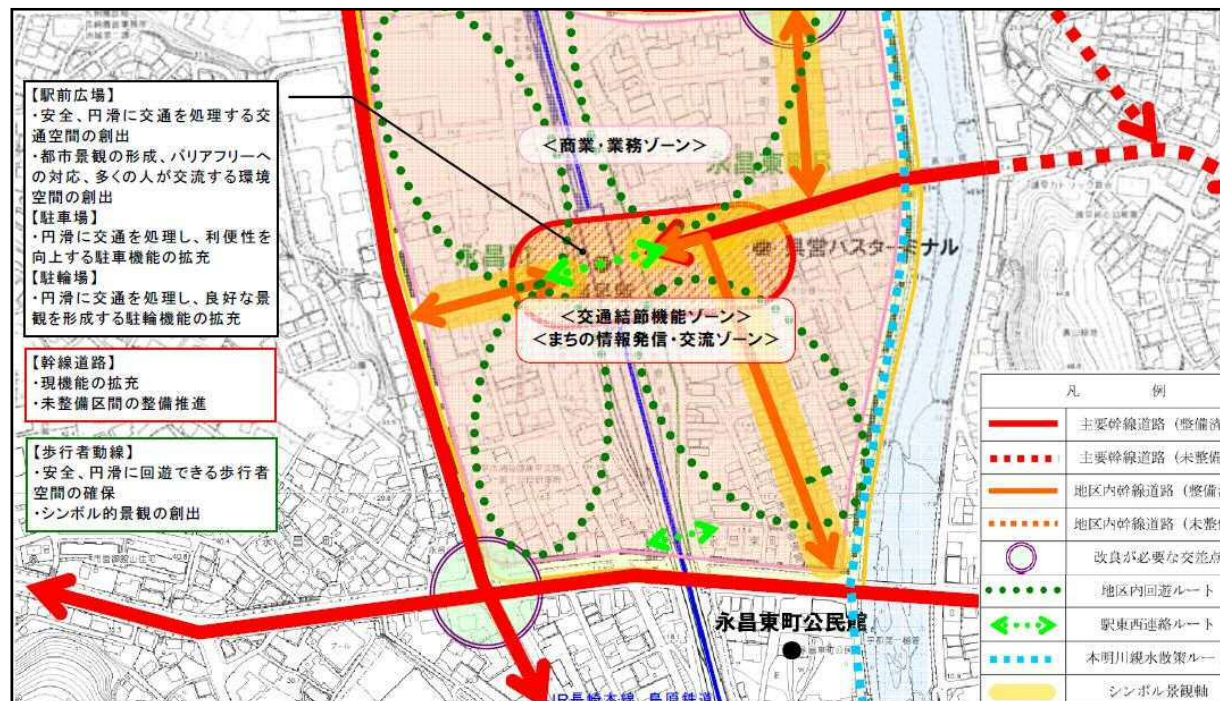 【駅前広場】
・安全、円滑に交通を処理する交
通空間の創出
・都市景観の形成、バリアフリーへ
の対応、多くの人が交流する環境
空間の創出
【駐車場】
・円滑に交通を処理し、利便性を
向上する駐車機能の拡充
【駐輪場】
・円滑に交通を処理し、良好な景
観を形成する駐輪機能の拡充
【幹線道路】
・現機能の拡充
・未整備区間の整備推進
【歩行者動線】
・安全、円滑に回遊できる歩行者
空間の確保
・シンボル的景観の創出
<商業・業務ゾーン>
永昌東町
県営バスターミナル
<交通結節機能ゾーン>
<まちの情報発信・交流ゾーン>
永昌東町公民館
JR長崎本線 島原鉄道
凡 例
主要幹線道路(整備済
主要幹線道路(未整備
地区内幹線道路(整備
地区内幹線道路(未整
改良が必要な交差点
地区内回遊ルート
駅東西連絡ルート
本明川親水散策ルー
シンボル景観軸